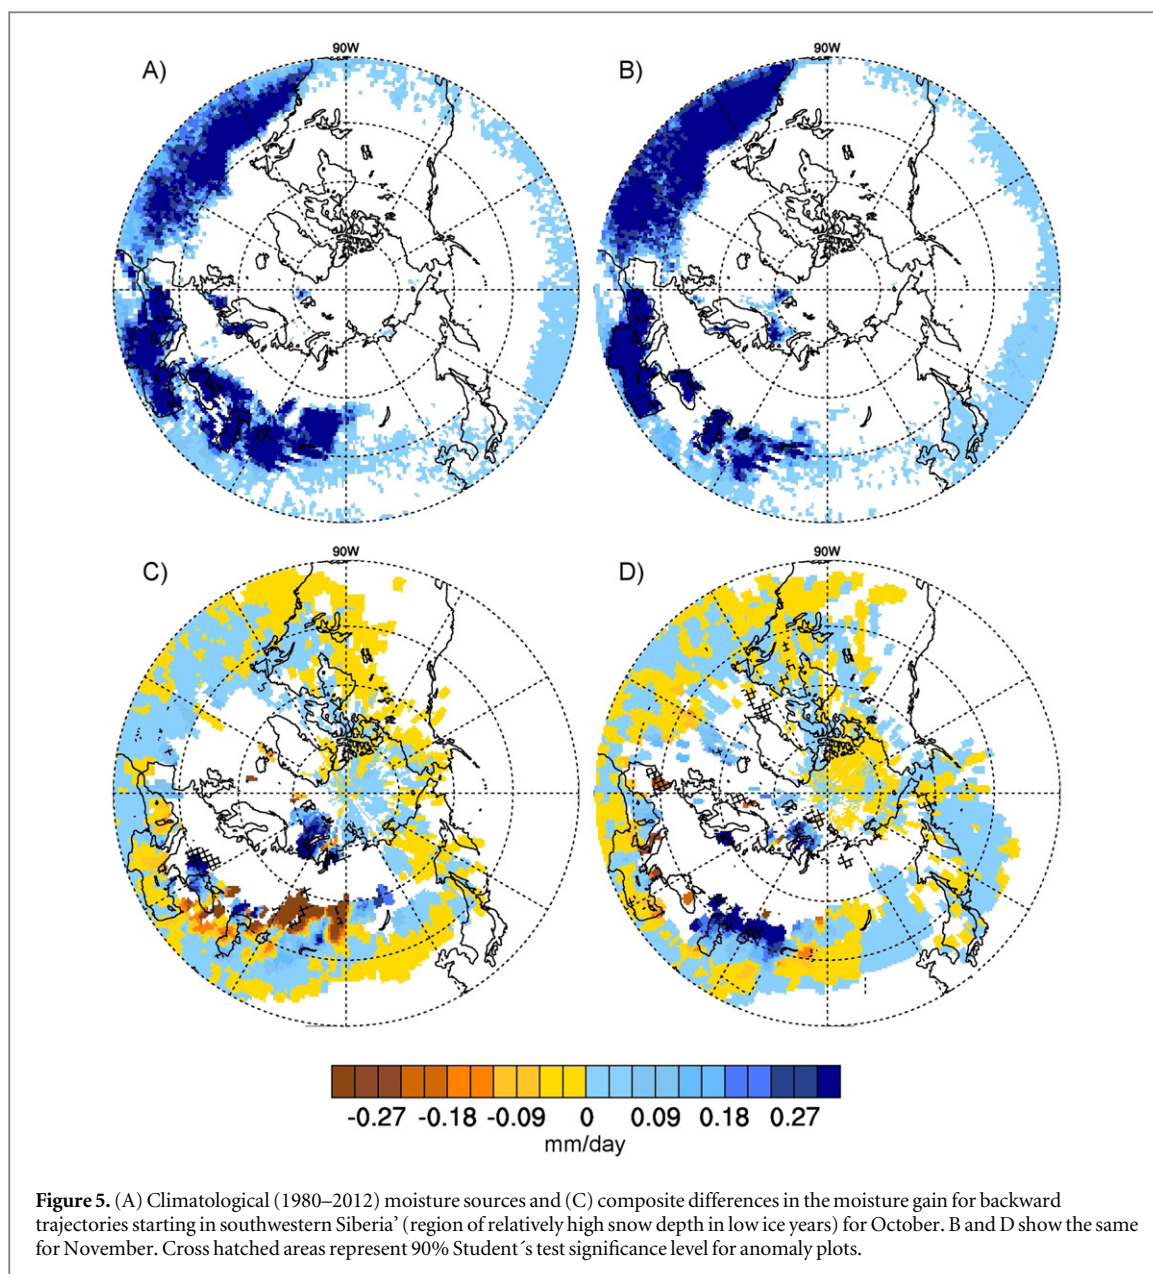 90W
90W
A)
B)
90W
90W
C)
D)
-0.27 -0.18 -0.09 0 0.09 0.18 0.27
mm/day
Figure 5. (A) Climatological (1980–2012) moisture sources and (C) composite differences in the moisture gain for backward
trajectories starting in southwestern Siberia’ (region of relatively high snow depth in low ice years) for October. B and D show the same
for November. Cross hatched areas represent 90% Student´s test significance level for anomaly plots.